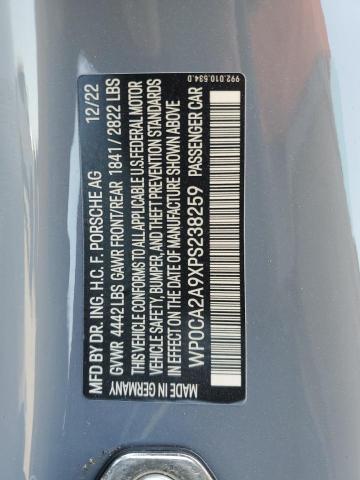 MFD BY DR. ING. H.C. F. PORSCHE AG 12/22
GVWR 4442 LBS GAWR FRONT/REAR 1841 / 2822 LBS
THIS VEHICLE CONFORMS TO ALL APPLICABLE U.S. FEDERAL MOTOR
VEHICLE SAFETY, BUMPER, AND THEFT PREVENTION STANDARDS
IN EFFECT ON THE DATE OF MANUFACTURE SHOWN ABOVE
WP0CA2A9XPS238259 PASSENGER CAR
MADE IN GERMANY
992.010.534.D